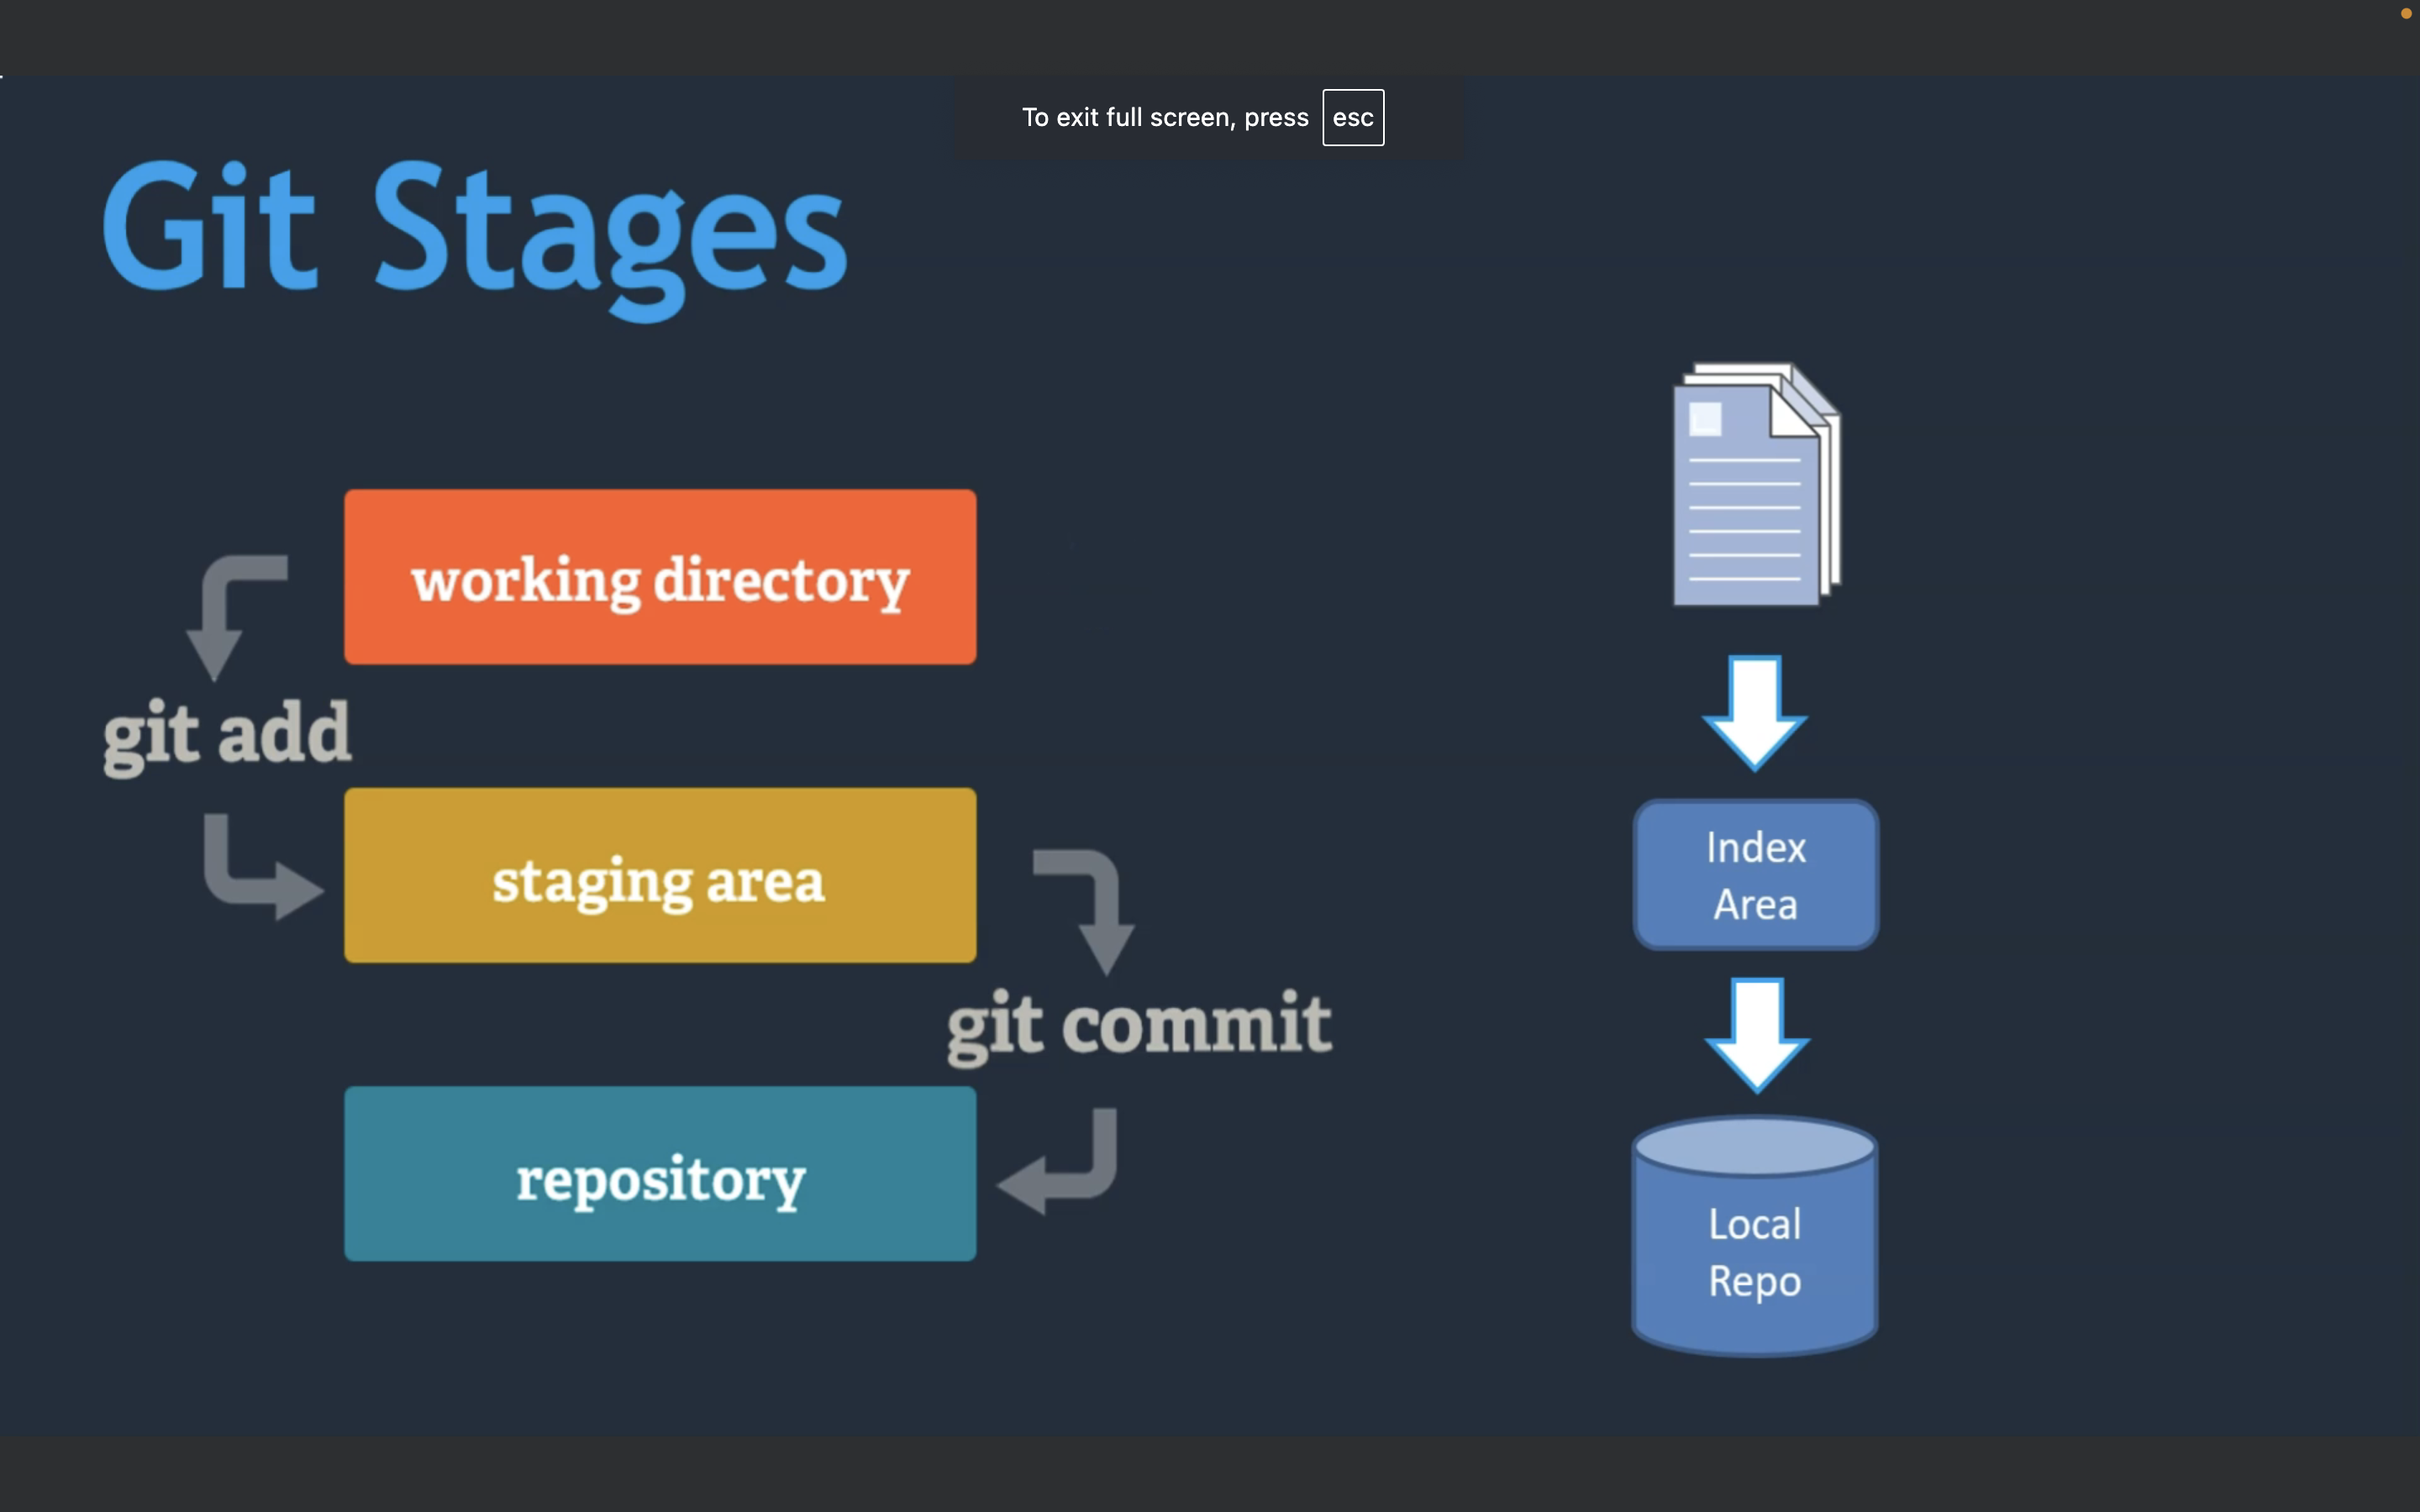 To exit full screen, press esc
Git Stages
working directory
git add
staging area
git commit
repository
Index
Area
Local
Repo